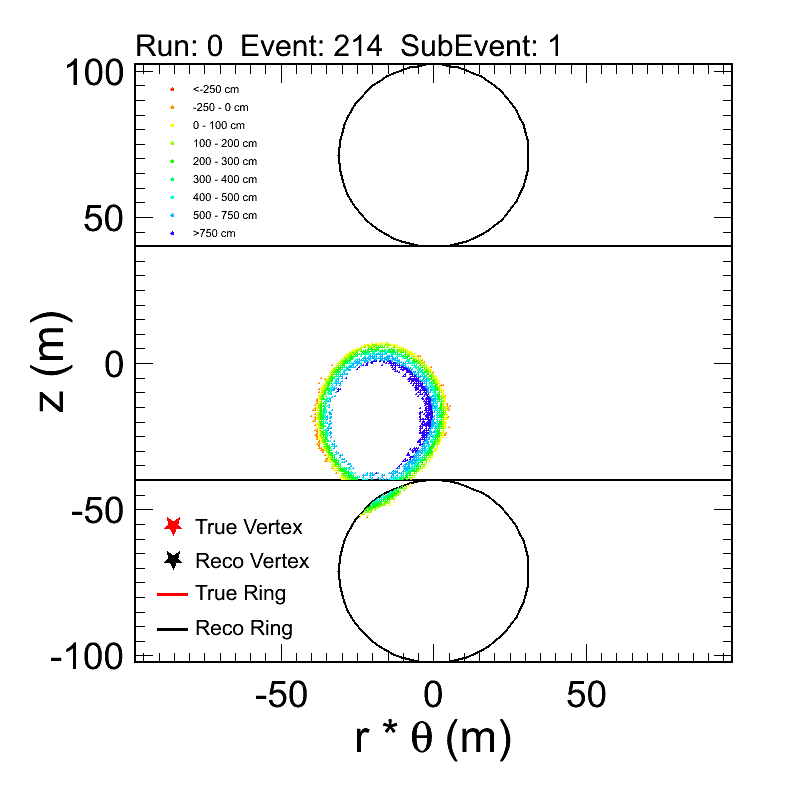 Run: 0  Event: 214  SubEvent: 1
100
<-250 cm
-250 - 0 cm
0 - 100 cm
100 - 200 cm
200 - 300 cm
300 - 400 cm
400 - 500 cm
500 - 750 cm
>750 cm
50
0
z (m)
-50
True Vertex
Reco Vertex
True Ring
Reco Ring
-100
-50 0 50
r * θ (m)